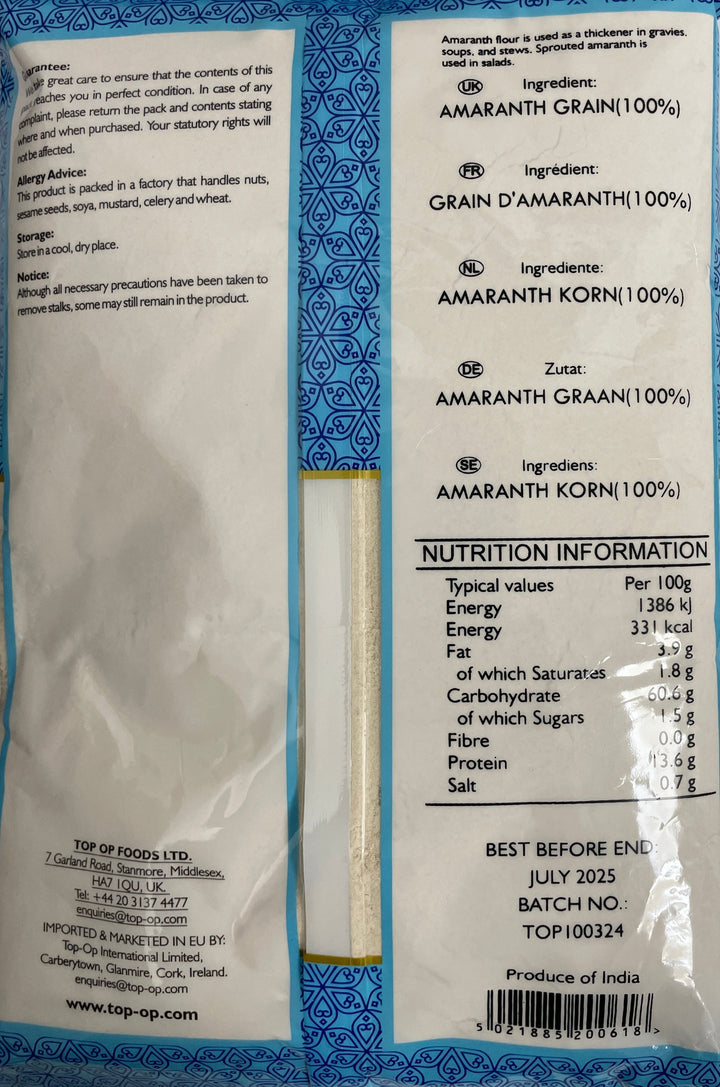 Guarantee:
We take great care to ensure that the contents of this
reaches you in perfect condition. In case of any
complaint, please return the pack and contents stating
where and when purchased. Your statutory rights will
not be affected.
Allergy Advice:
This product is packed in a factory that handles nuts,
sesame seeds, soya, mustard, celery and wheat.
Storage:
Store in a cool, dry place.
Notice:
Although all necessary precautions have been taken to
remove stalks, some may still remain in the product.
TOP OP FOODS LTD.
7 Garland Road, Stanmore, Middlesex,
HA7 1QU, UK.
Tel: +44 20 3137 4477
enquiries@top-op.com
IMPORTED & MARKETED IN EU BY:
Top-Op International Limited,
Carberytown, Glanmire, Cork, Ireland.
enquiries@top-op.com
www.top-op.com
Amaranth flour is used as a thickener in gravies,
soups, and stews. Sprouted amaranth is
used in salads.
UK Ingredient:
AMARANTH GRAIN(100%)
FR Ingrédient:
GRAIN D'AMARANTH(100%)
NL Ingrediente:
AMARANTH KORN(100%)
DE Zutat:
AMARANTH GRAAN(100%)
SE Ingrediens:
AMARANTH KORN(100%)
NUTRITION INFORMATION
Typical values Per 100g
Energy 1386 kJ
Energy 331 kcal
Fat 3.9 g
of which Saturates 1.8 g
Carbohydrate 60.6 g
of which Sugars 1.5 g
Fibre 0.0 g
Protein 13.6 g
Salt 0.7 g
BEST BEFORE END:
JULY 2025
BATCH NO.:
TOP100324
Produce of India
5 021885 200618 >